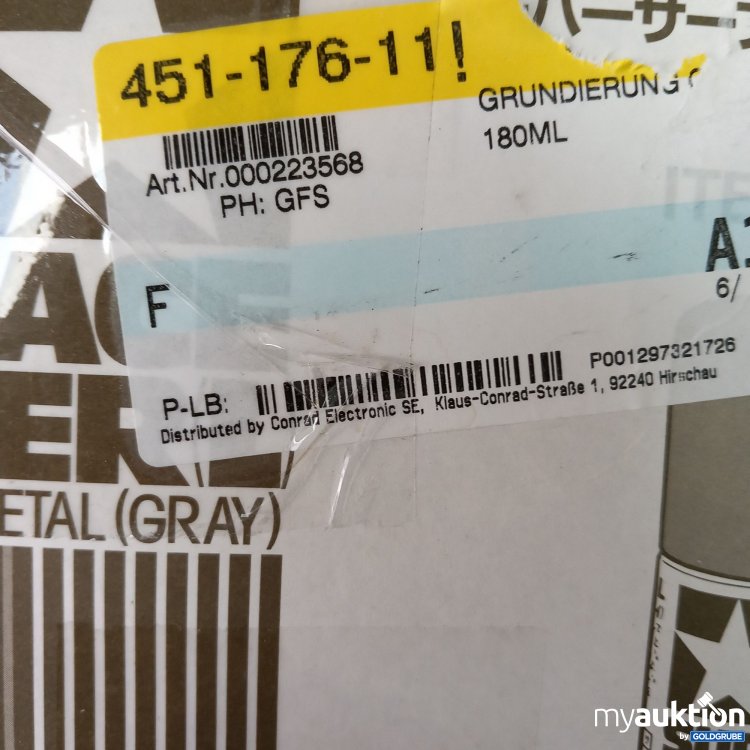 451-176-11!
GRUNDIERUNG
180ML
Art.Nr.000223568
PH: GFS
F
6/
P-LB:
P001297321726
Distributed by Conrad Electronic SE, Klaus-Conrad-Straße 1, 92240 Hirschau
ETAL (GRAY)
myauktion
by GOLDGRUBE